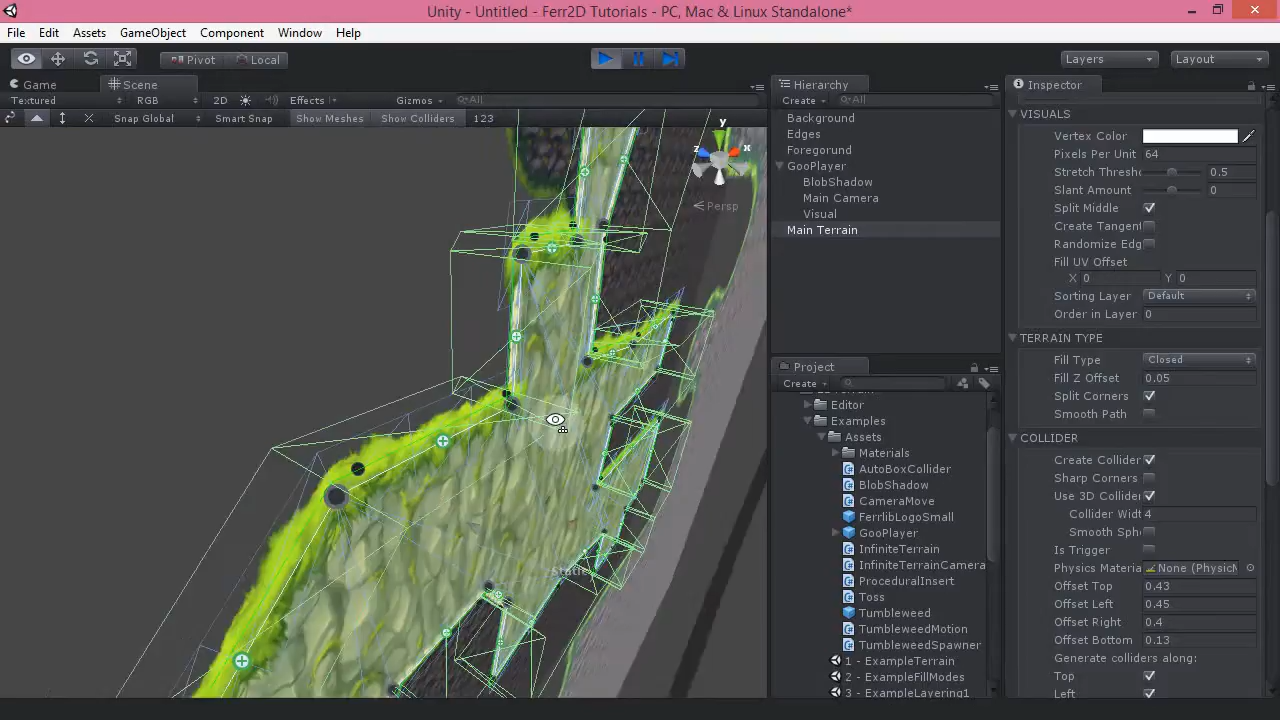 Unity - Untitled - Ferr2D Tutorials - PC, Mac & Linux Standalone*
File Edit Assets GameObject Component Window Help
Pivot Local Layers Layout
Game Scene
Textured RGB 2D Effects Gizmos All
Snap Global Smart Snap Show Meshes Show Colliders 123
y
z x
Persp
Static
Hierarchy
Create All
Background
Edges
Foregorund
GooPlayer
BlobShadow
Main Camera
Visual
Main Terrain
Project
Create
Editor
Examples
Assets
Materials
AutoBoxCollider
BlobShadow
CameraMove
FerrlibLogoSmall
GooPlayer
InfiniteTerrain
InfiniteTerrainCamera
ProceduralInsert
Toss
Tumbleweed
TumbleweedMotion
TumbleweedSpawner
1 - ExampleTerrain
2 - ExampleFillModes
3 - ExampleLayering1
Inspector
VISUALS
Vertex Color
Pixels Per Unit 64
Stretch Thresho 0.5
Slant Amount 0
Split Middle
Create Tangent
Randomize Edg
Fill UV Offset
X 0 Y 0
Sorting Layer Default
Order in Layer 0
TERRAIN TYPE
Fill Type Closed
Fill Z Offset 0.05
Split Corners
Smooth Path
COLLIDER
Create Collider
Sharp Corners
Use 3D Collider
Collider Widt 4
Smooth Sph
Is Trigger
Physics Materia None (Physic
Offset Top 0.43
Offset Left 0.45
Offset Right 0.4
Offset Bottom 0.13
Generate colliders along:
Top
Left